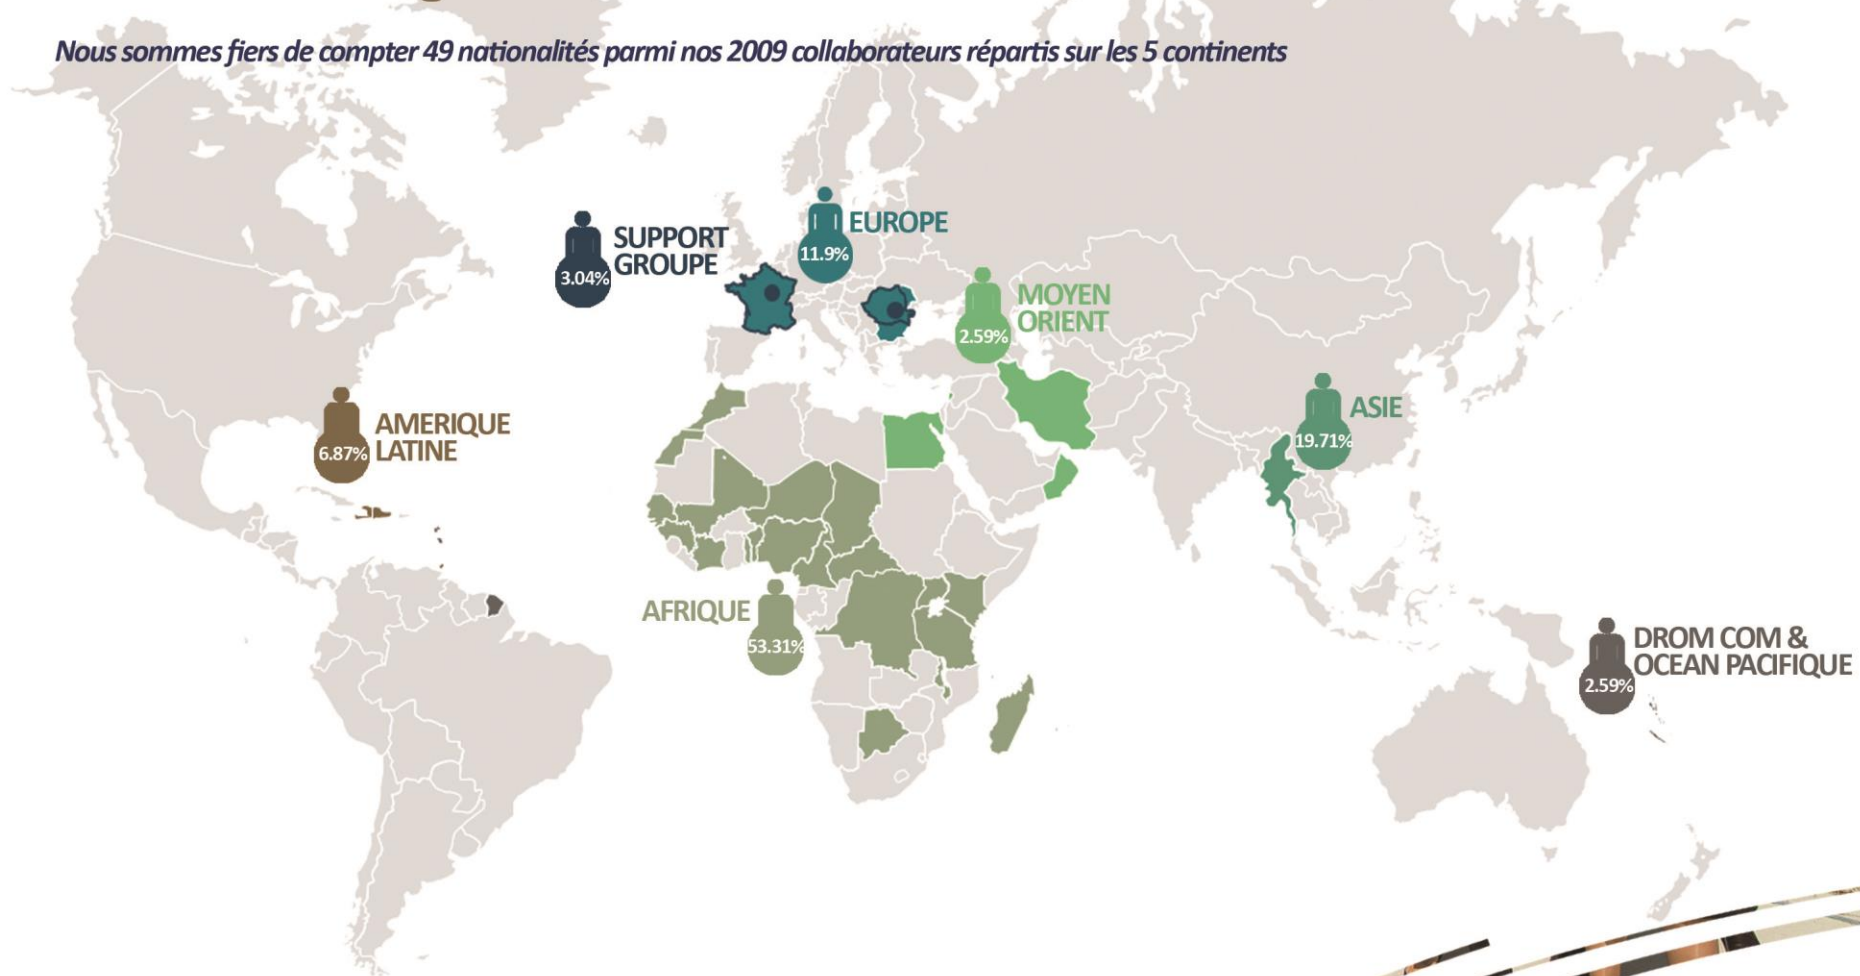 Nous sommes fiers de compter 49 nationalités parmi nos 2009 collaborateurs répartis sur les 5 continents
SUPPORT
GROUPE
3.04%
EUROPE
11.9%
MOYEN
ORIENT
2.59%
AMERIQUE
LATINE
6.87%
ASIE
19.71%
AFRIQUE
53.31%
DROM COM &
OCEAN PACIFIQUE
2.59%